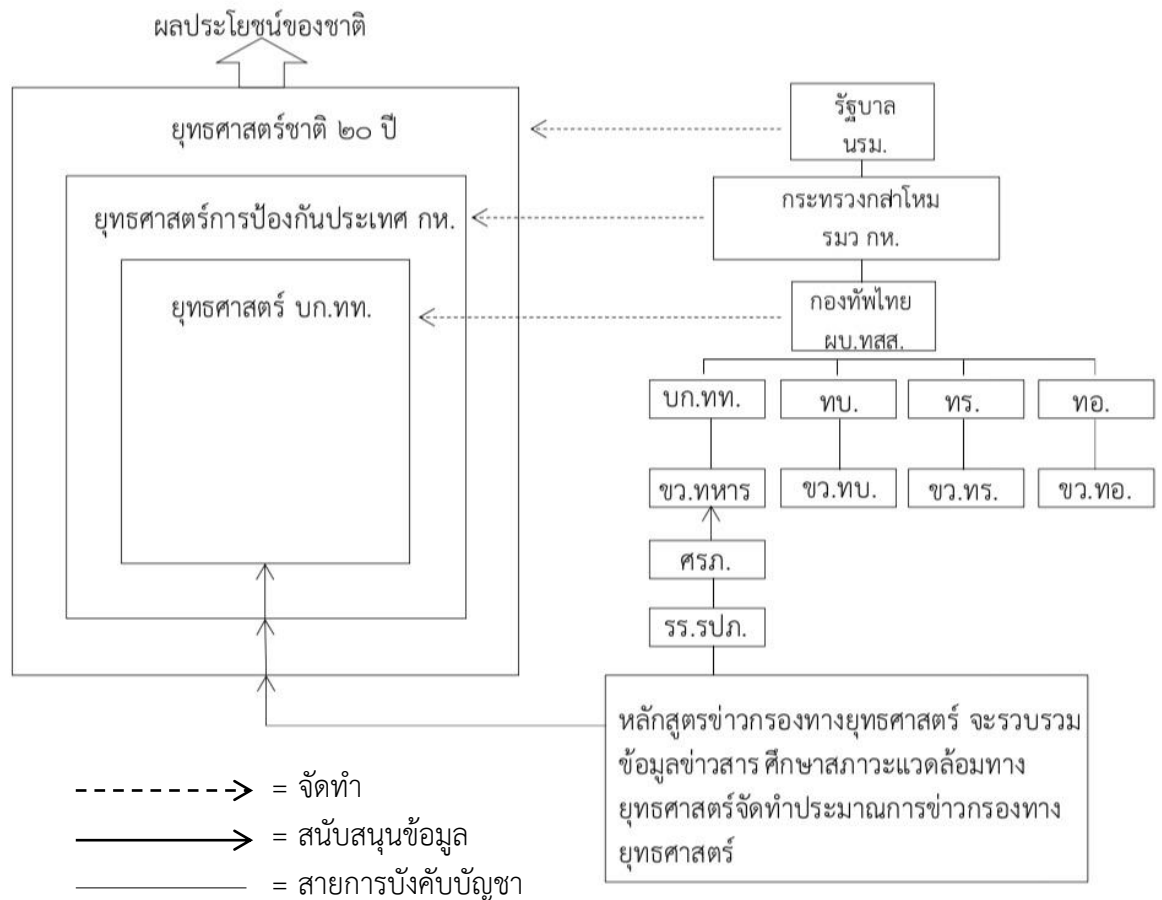 ผลประโยชน์ของชาติ
ยุทธศาสตร์ชาติ ๒๐ ปี
ยุทธศาสตร์การป้องกันประเทศ กห.
ยุทธศาสตร์ บก.ทท.
รัฐบาล
นรม.
กระทรวงกลาโหม
รมว กห.
กองทัพไทย
ผบ.ทสส.
บก.ทท.
ทบ.
ทร.
ทอ.
ขว.ทหาร
ขว.ทบ.
ขว.ทร.
ขว.ทอ.
ศรภ.
รร.รปภ.
หลักสูตรข่าวกรองทางยุทธศาสตร์ จะรวบรวม
ข้อมูลข่าวสาร ศึกษาสภาวะแวดล้อมทาง
ยุทธศาสตร์จัดทำประมาณการข่าวกรองทาง
ยุทธศาสตร์
= จัดทำ
= สนับสนุนข้อมูล
= สายการบังคับบัญชา